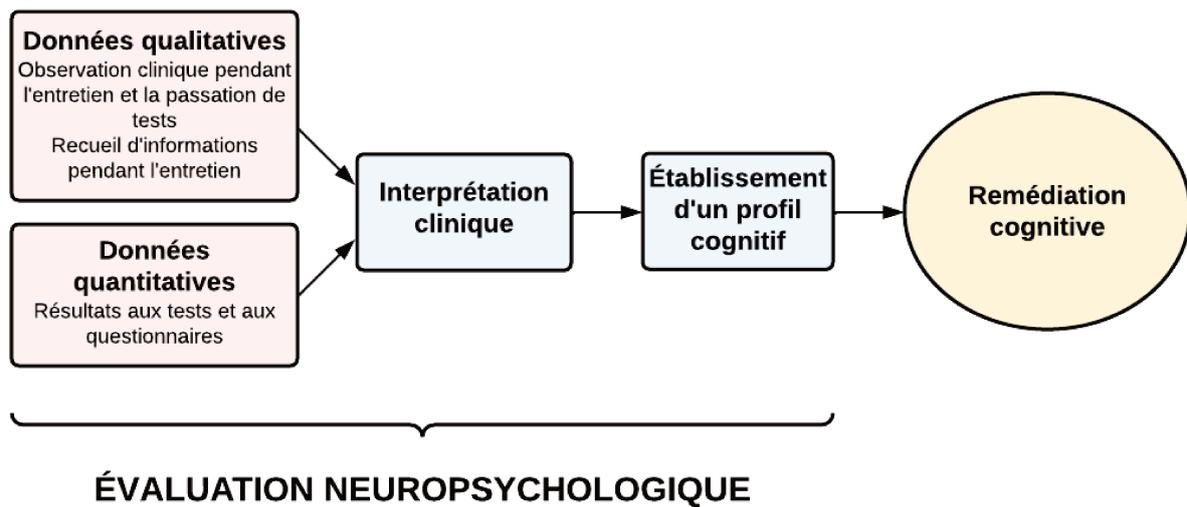 Données qualitatives
Observation clinique pendant
l'entretien et la passation de
tests
Recueil d'informations
pendant l'entretien
Données
quantitatives
Résultats aux tests et aux
questionnaires
Interprétation
clinique
Établissement
d'un profil
cognitif
Remédiation
cognitive
ÉVALUATION NEUROPSYCHOLOGIQUE